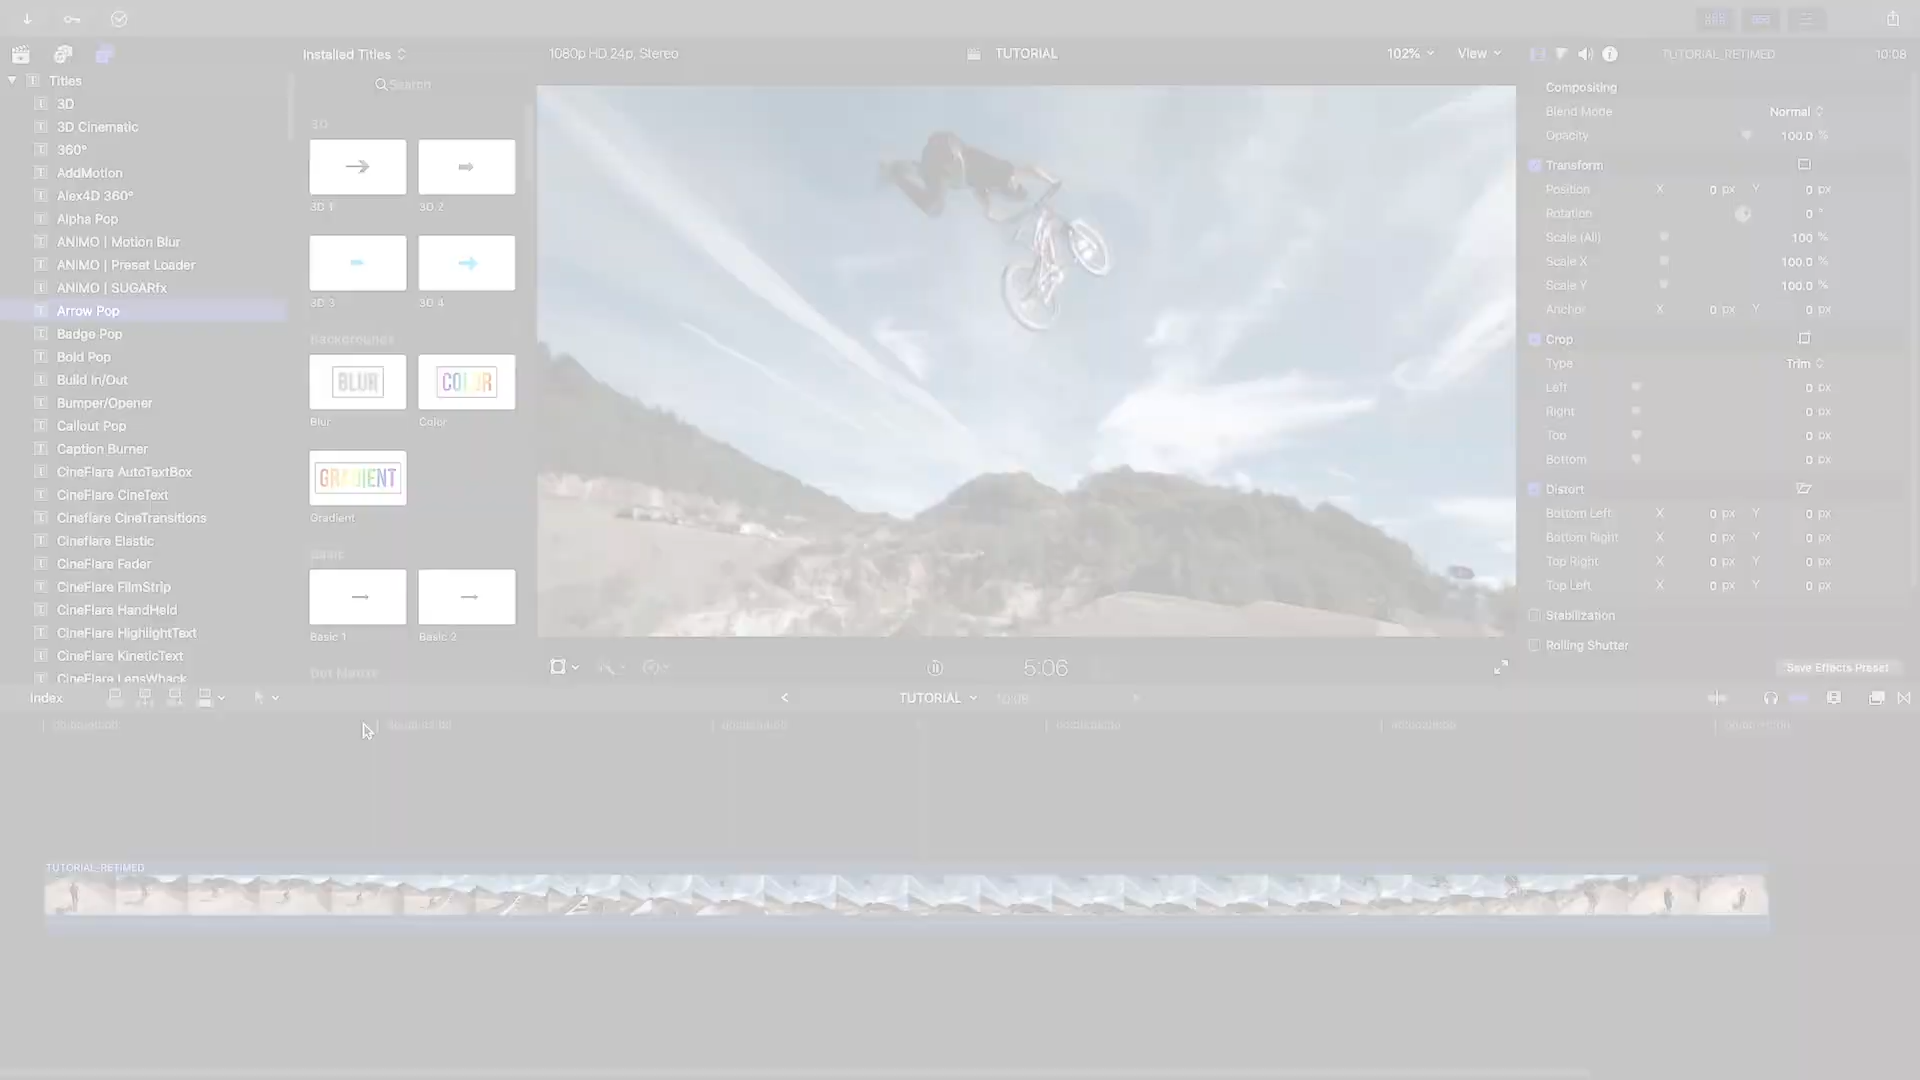 Installed Titles
1080p HD 24p, Stereo
TUTORIAL
102%
View
TUTORIAL_RETIMED
10:08
Titles
3D
3D Cinematic
360°
AddMotion
Alex4D 360°
Alpha Pop
ANIMO | Motion Blur
ANIMO | Preset Loader
ANIMO | SUGARfx
Arrow Pop
Badge Pop
Bold Pop
Build In/Out
Bumper/Opener
Callout Pop
Caption Burner
CineFlare AutoTextBox
CineFlare CineText
Cineflare CineTransitions
Cineflare Elastic
CineFlare Fader
CineFlare FilmStrip
CineFlare HandHeld
CineFlare HighlightText
CineFlare KineticText
CineFlare LensWhack
Search
3D
3D 1
3D 2
3D 3
3D 4
Backgrounds
BLUR
COLOR
Blur
Color
GRADIENT
Gradient
Basic
Basic 1
Basic 2
Compositing
Blend Mode
Normal
Opacity
100.0 %
Transform
Position X 0 px Y 0 px
Rotation 0 °
Scale (All) 100 %
Scale X 100.0 %
Scale Y 100.0 %
Anchor X 0 px Y 0 px
Crop
Type Trim
Left 0 px
Right 0 px
Top 0 px
Bottom 0 px
Distort
Bottom Left X 0 px Y 0 px
Bottom Right X 0 px Y 0 px
Top Right X 0 px Y 0 px
Top Left X 0 px Y 0 px
Stabilization
Rolling Shutter
Save Effects Preset
5:06
Index
TUTORIAL
10:08
TUTORIAL_RETIMED